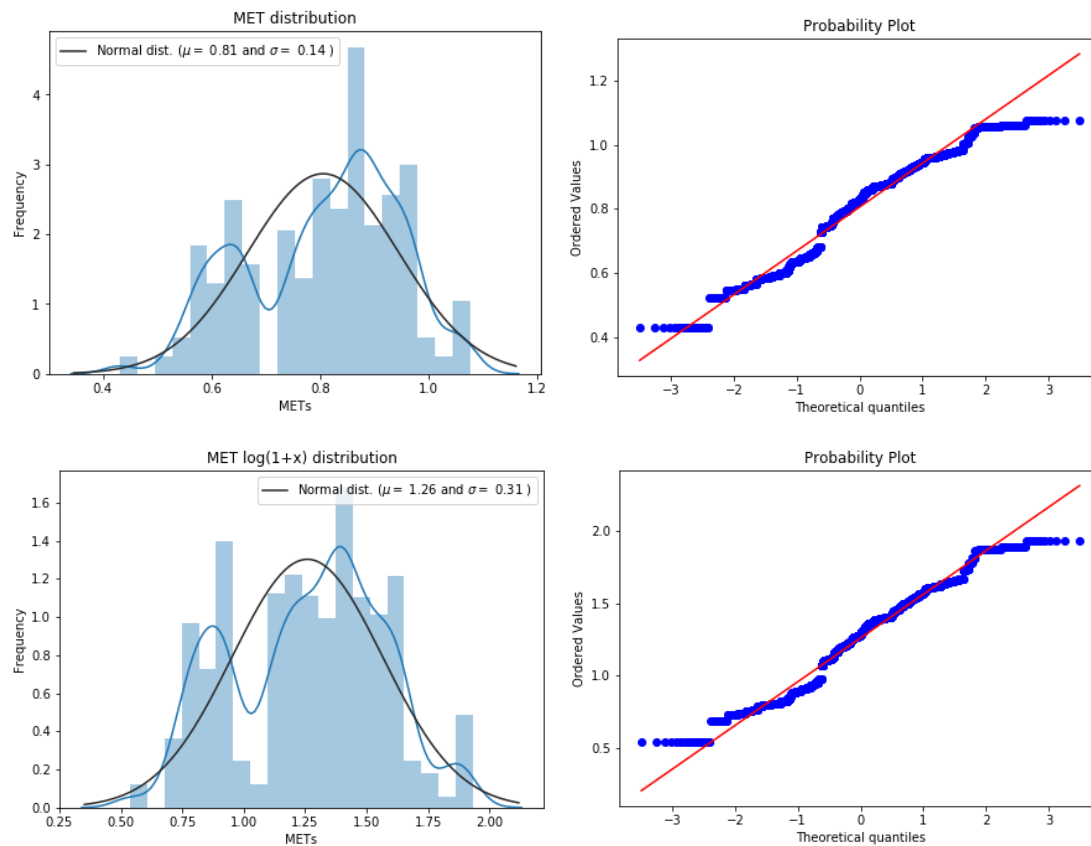 MET distribution
Normal dist. (μ = 0.81 and σ = 0.14 )
Frequency
4
3
2
1
0
0.4 0.6 0.8 1.0 1.2
METs
Probability Plot
Ordered Values
1.2
1.0
0.8
0.6
0.4
−3 −2 −1 0 1 2 3
Theoretical quantiles
MET log(1+x) distribution
Normal dist. (μ = 1.26 and σ = 0.31 )
Frequency
1.6
1.4
1.2
1.0
0.8
0.6
0.4
0.2
0.0
0.25 0.50 0.75 1.00 1.25 1.50 1.75 2.00
METs
Probability Plot
Ordered Values
2.0
1.5
1.0
0.5
−3 −2 −1 0 1 2 3
Theoretical quantiles